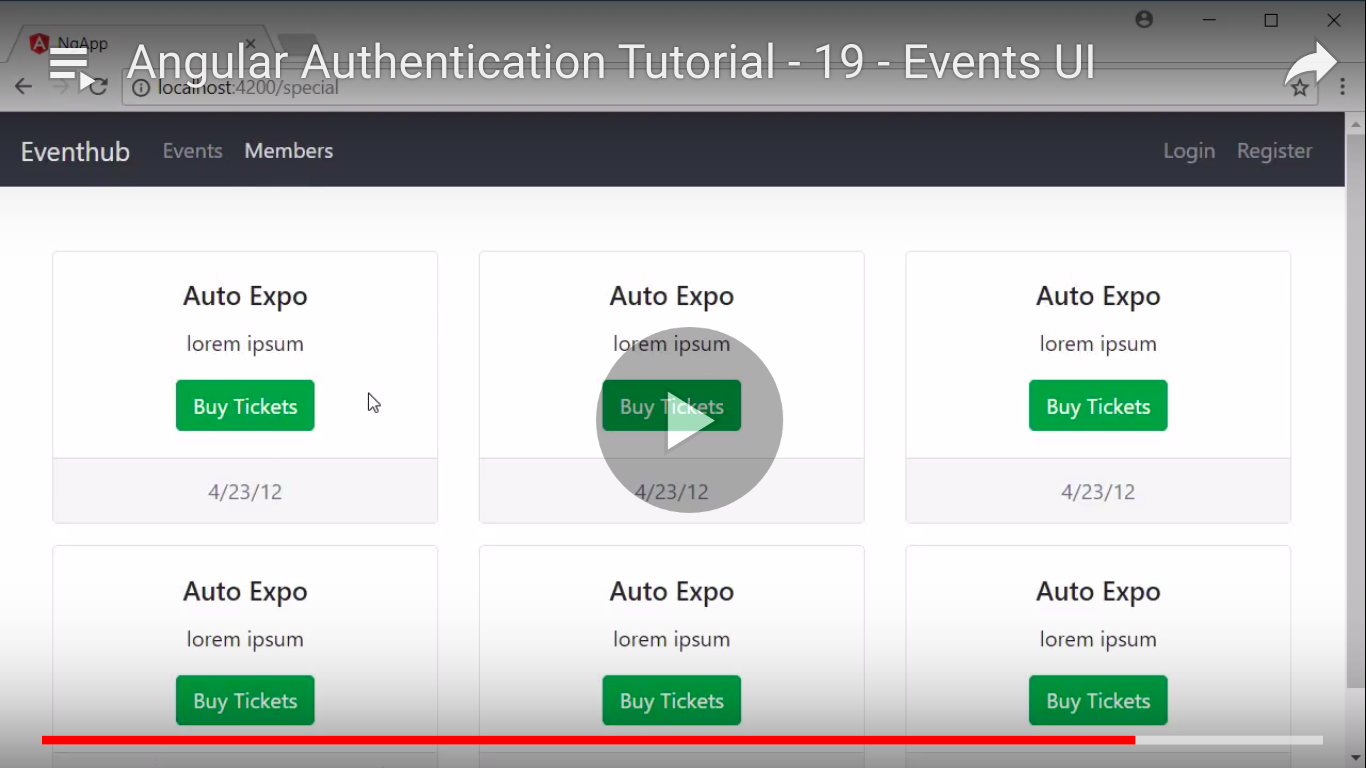 NgApp
Angular Authentication Tutorial - 19 - Events UI
localhost:4200/special
Eventhub Events Members Login Register
Auto Expo Auto Expo Auto Expo
lorem ipsum lorem ipsum lorem ipsum
Buy Tickets Buy Tickets Buy Tickets
4/23/12 4/23/12 4/23/12
Auto Expo Auto Expo Auto Expo
lorem ipsum lorem ipsum lorem ipsum
Buy Tickets Buy Tickets Buy Tickets